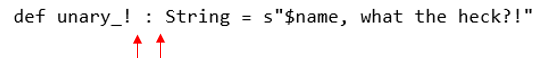 def unary_! : String = s"$name, what the heck?!"